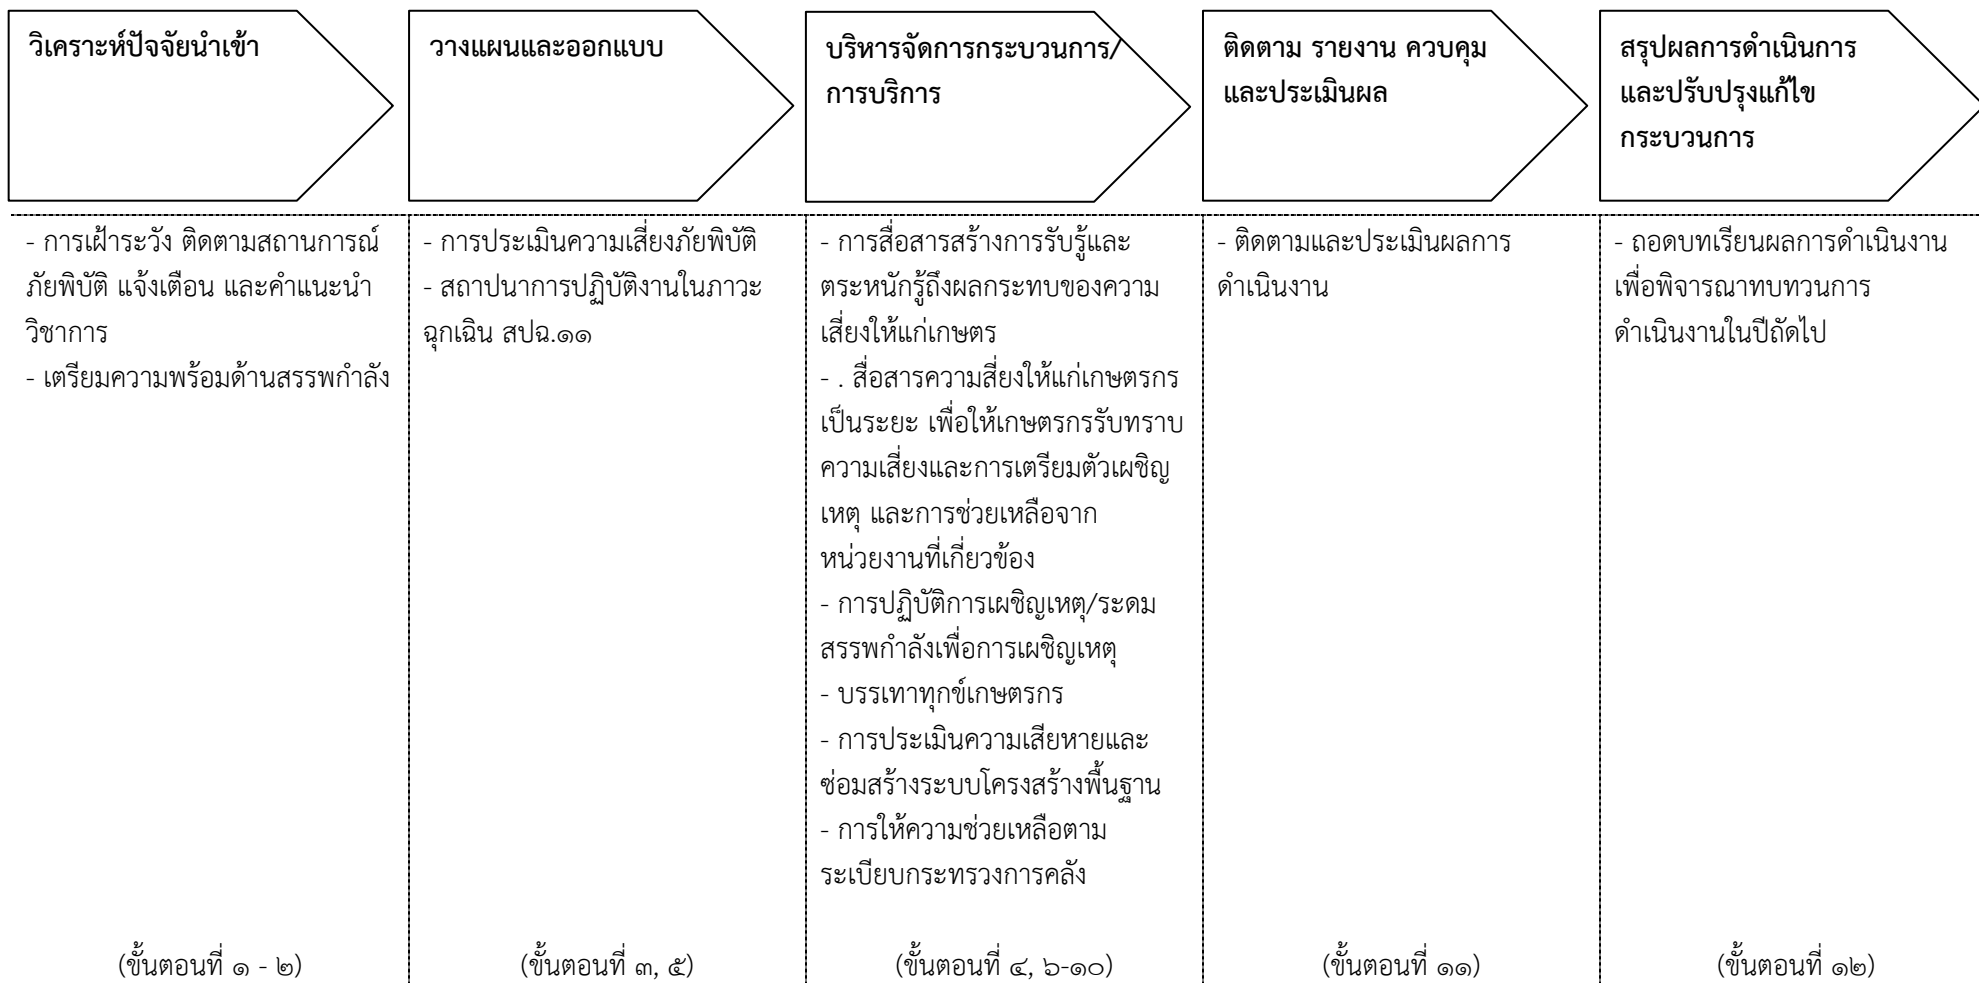 วิเคราะห์ปัจจัยนำเข้า
วางแผนและออกแบบ
บริหารจัดการกระบวนการ/
การบริการ
ติดตาม รายงาน ควบคุม
และประเมินผล
สรุปผลการดำเนินการ
และปรับปรุงแก้ไข
กระบวนการ
- การเฝ้าระวัง ติดตามสถานการณ์
ภัยพิบัติ แจ้งเตือน และคำแนะนำ
วิชาการ
- เตรียมความพร้อมด้านสรรพกำลัง
(ขั้นตอนที่ ๑ - ๒)
- การประเมินความเสี่ยงภัยพิบัติ
- สถาปนาการปฏิบัติงานในภาวะ
ฉุกเฉิน สปฉ.๑๑
(ขั้นตอนที่ ๓, ๕)
- การสื่อสารสร้างการรับรู้และ
ตระหนักรู้ถึงผลกระทบของความ
เสี่ยงให้แก่เกษตร
- . สื่อสารความสี่ยงให้แก่เกษตรกร
เป็นระยะ เพื่อให้เกษตรกรรับทราบ
ความเสี่ยงและการเตรียมตัวเผชิญ
เหตุ และการช่วยเหลือจาก
หน่วยงานที่เกี่ยวข้อง
- การปฏิบัติการเผชิญเหตุ/ระดม
สรรพกำลังเพื่อการเผชิญเหตุ
- บรรเทาทุกข์เกษตรกร
- การประเมินความเสียหายและ
ซ่อมสร้างระบบโครงสร้างพื้นฐาน
- การให้ความช่วยเหลือตาม
ระเบียบกระทรวงการคลัง
(ขั้นตอนที่ ๔, ๖-๑๐)
- ติดตามและประเมินผลการ
ดำเนินงาน
(ขั้นตอนที่ ๑๑)
- ถอดบทเรียนผลการดำเนินงาน
เพื่อพิจารณาทบทวนการ
ดำเนินงานในปีถัดไป
(ขั้นตอนที่ ๑๒)